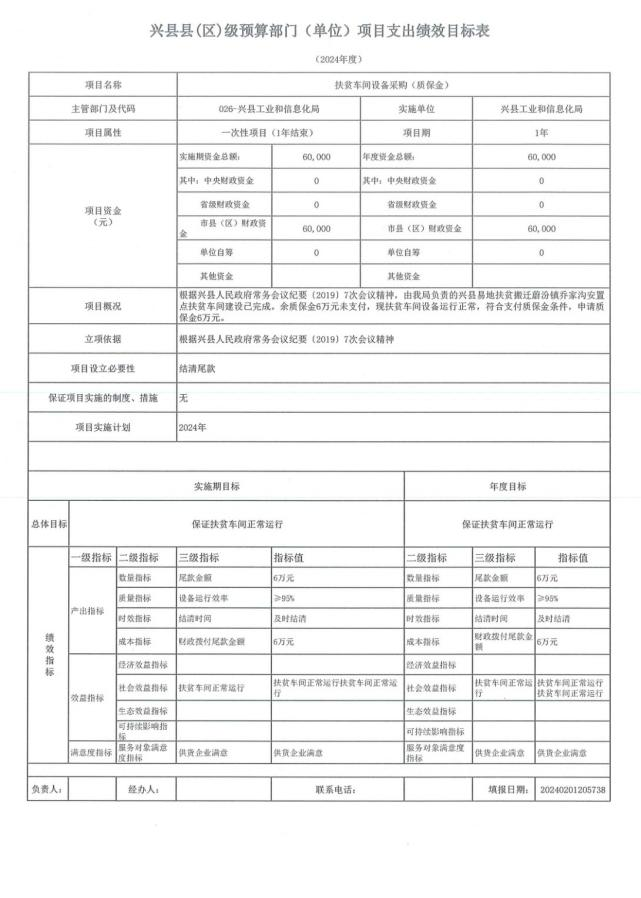 兴县县(区)级预算部门（单位）项目支出绩效目标表
（2024年度）
项目名称 扶贫车间设备采购（质保金）
主管部门及代码 026-兴县工业和信息化局 实施单位 兴县工业和信息化局
项目属性 一次性项目（1年结束） 项目期 1年
项目资金
（元）
实施期资金总额： 60,000 年度资金总额： 60,000
其中：中央财政资金 0 其中：中央财政资金 0
省级财政资金 0 省级财政资金 0
市县（区）财政资金 60,000 市县（区）财政资金 60,000
单位自筹 0 单位自筹 0
其他资金 其他资金
项目概况
根据兴县人民政府常务会议纪要〔2019〕7次会议精神，由我局负责的兴县易地扶贫搬迁蔚汾镇乔家沟安置
点扶贫车间建设已完成。余质保金6万元未支付，现扶贫车间设备运行正常，符合支付质保金条件，申请质
保金6万元。
立项依据 根据兴县人民政府常务会议纪要〔2019〕7次会议精神
项目设立必要性 结清尾款
保证项目实施的制度、措施 无
项目实施计划 2024年
实施期目标 年度目标
总体目标 保证扶贫车间正常运行 保证扶贫车间正常运行
绩效指标
一级指标 二级指标 三级指标 指标值 二级指标 三级指标 指标值
产出指标
数量指标 尾款金额 6万元 数量指标 尾款金额 6万元
质量指标 设备运行效率 ≥95% 质量指标 设备运行效率 ≥95%
时效指标 结清时间 及时结清 时效指标 结清时间 及时结清
成本指标 财政拨付尾款金额 6万元 成本指标 财政拨付尾款金额 6万元
效益指标
经济效益指标 经济效益指标
社会效益指标 扶贫车间正常运行 扶贫车间正常运行扶贫车间正常运行 社会效益指标 扶贫车间正常运行 扶贫车间正常运行扶贫车间正常运行
生态效益指标 生态效益指标
可持续影响指标 可持续影响指标
满意度指标 服务对象满意度指标 供货企业满意 供货企业满意 服务对象满意度指标 供货企业满意 供货企业满意
负责人： 经办人： 联系电话： 填报日期： 20240201205738